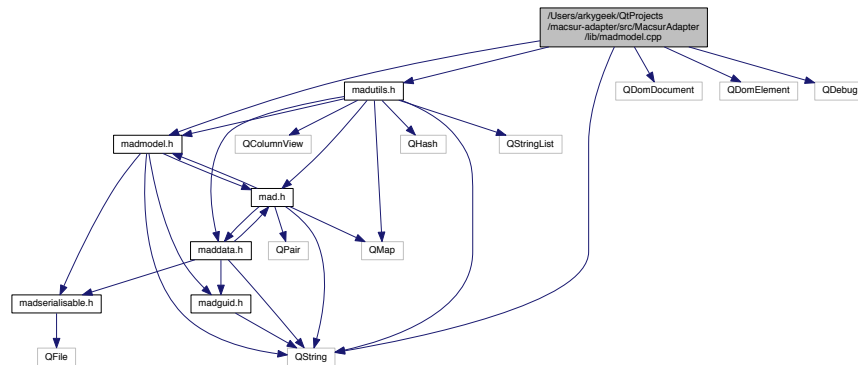 /Users/arkygeek/QtProjects
/macsur-adapter/src/MacsurAdapter
/lib/madmodel.cpp
madutils.h
QDomDocument
QDomElement
QDebug
madmodel.h
QColumnView
QHash
QStringList
mad.h
maddata.h
QPair
QMap
madserialisable.h
madguid.h
QFile
QString